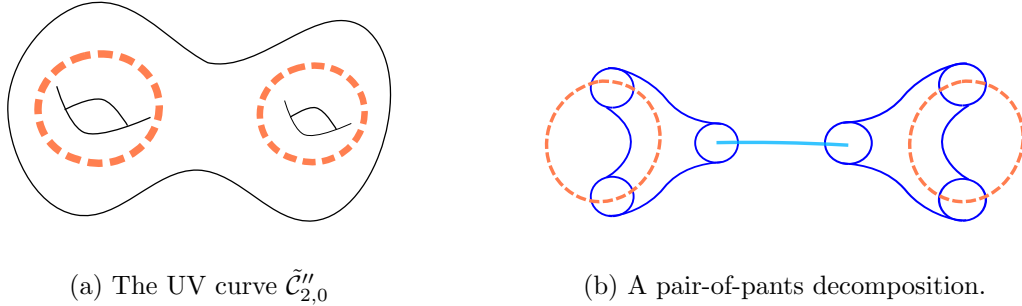 (a) The UV curve $\tilde{\mathcal{C}}''_{2,0}$
(b) A pair-of-pants decomposition.